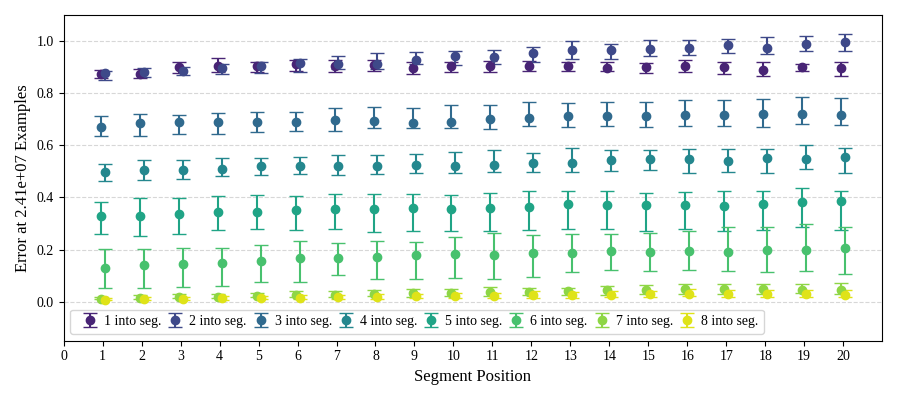 Error at 2.41e+07 Examples
1.0
0.8
0.6
0.4
0.2
0.0
1 into seg. 2 into seg. 3 into seg. 4 into seg. 5 into seg. 6 into seg. 7 into seg. 8 into seg.
0 1 2 3 4 5 6 7 8 9 10 11 12 13 14 15 16 17 18 19 20
Segment Position